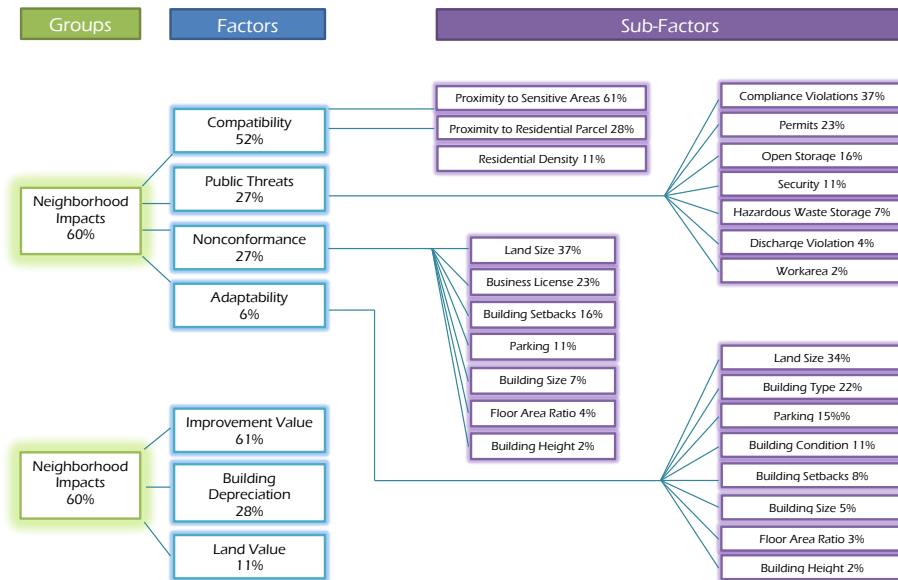 Groups
Factors
Sub-Factors
Neighborhood
Impacts
60%
Compatibility
52%
Public Threats
27%
Nonconformance
27%
Adaptability
6%
Proximity to Sensitive Areas 61%
Proximity to Residential Parcel 28%
Residential Density 11%
Compliance Violations 37%
Permits 23%
Open Storage 16%
Security 11%
Hazardous Waste Storage 7%
Discharge Violation 4%
Workarea 2%
Land Size 37%
Business License 23%
Building Setbacks 16%
Parking 11%
Building Size 7%
Floor Area Ratio 4%
Building Height 2%
Land Size 34%
Building Type 22%
Parking 15%%
Building Condition 11%
Building Setbacks 8%
Building Size 5%
Floor Area Ratio 3%
Building Height 2%
Neighborhood
Impacts
60%
Improvement Value
61%
Building
Depreciation
28%
Land Value
11%